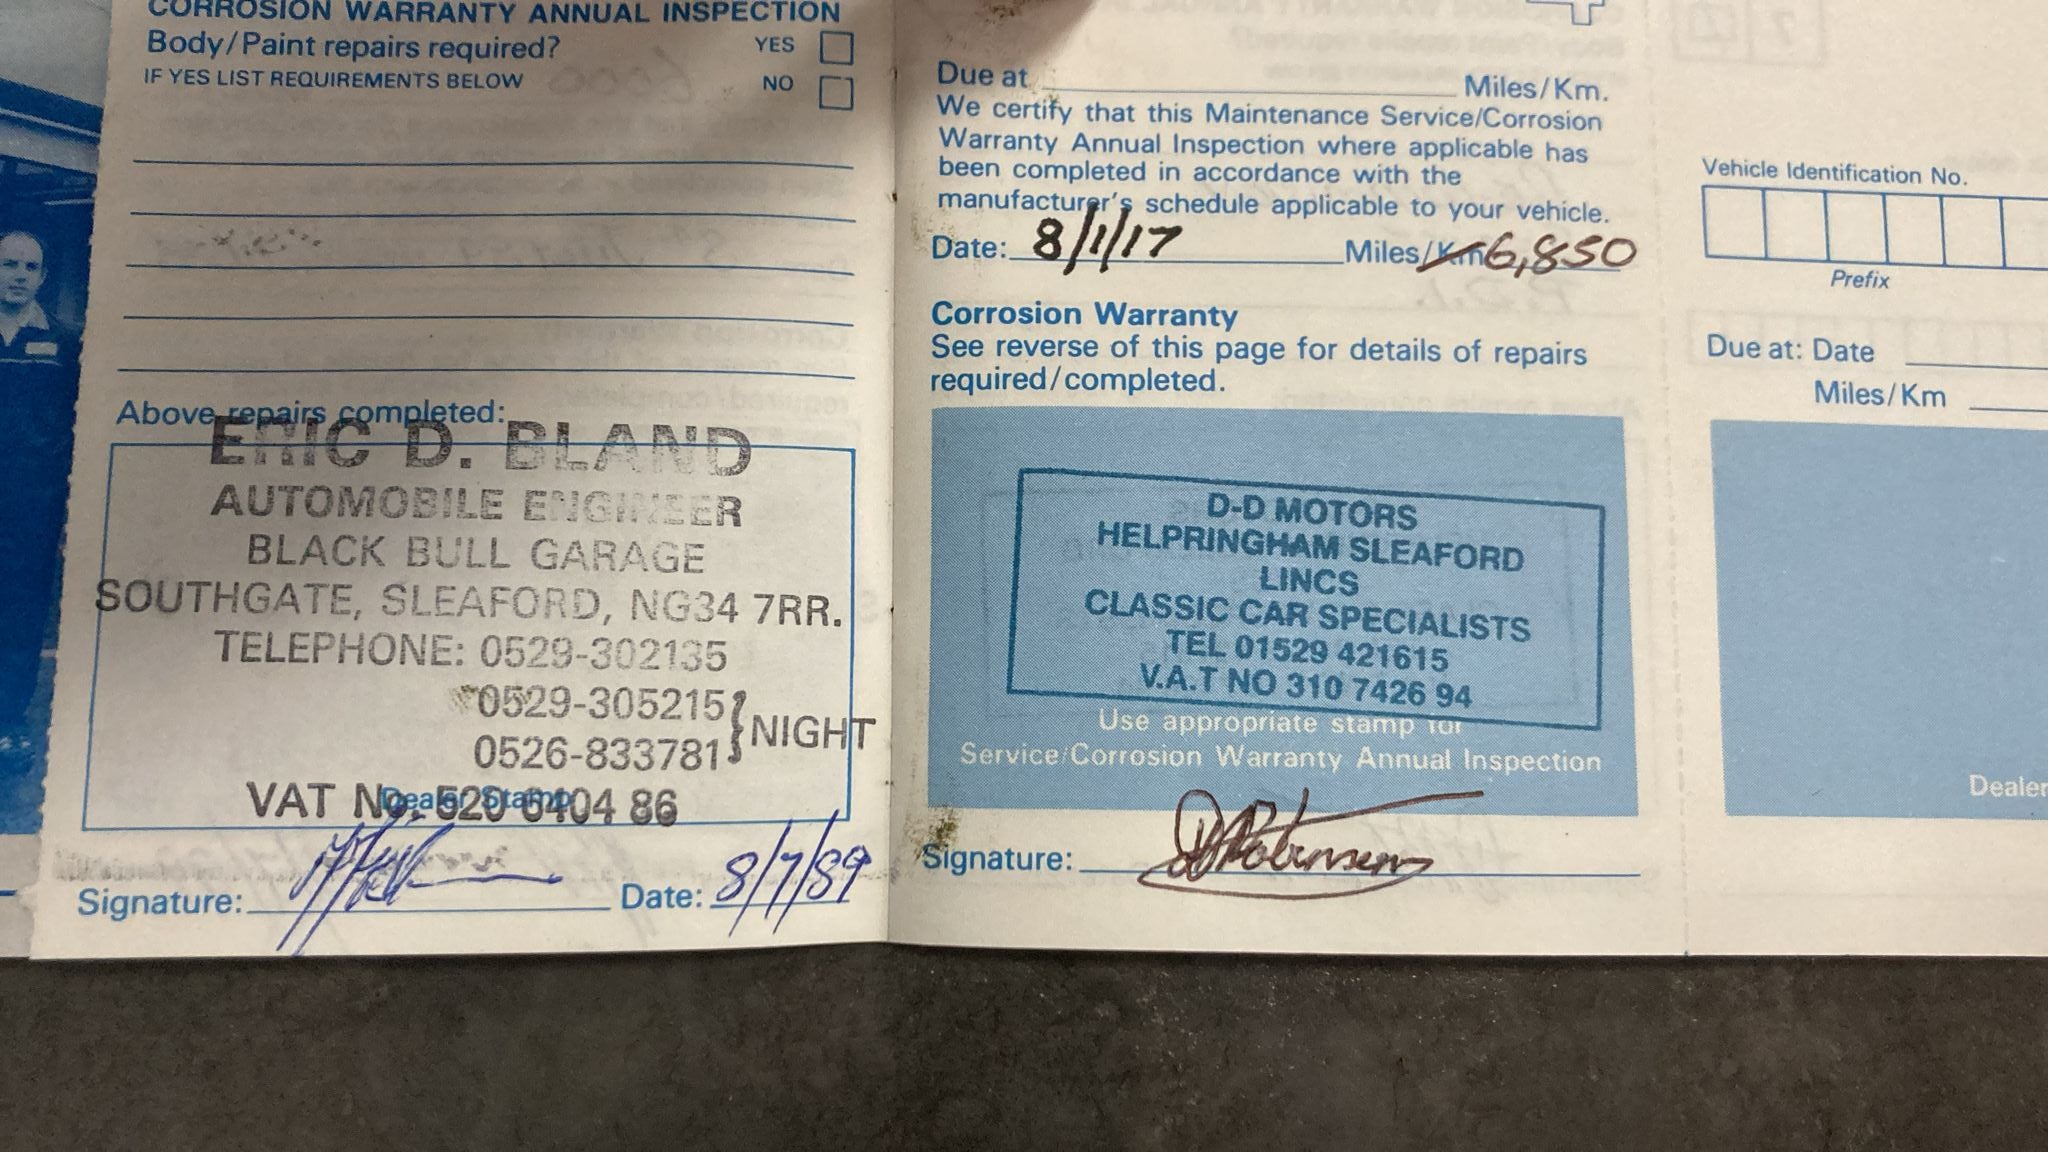 CORROSION WARRANTY ANNUAL INSPECTION
Body/Paint repairs required? YES
IF YES LIST REQUIREMENTS BELOW NO
Above repairs completed:
ERIC D. BLAND
AUTOMOBILE ENGINEER
BLACK BULL GARAGE
SOUTHGATE, SLEAFORD, NG34 7RR.
TELEPHONE: 0529-302135
0529-305215
0526-833781 } NIGHT
VAT No. 520 6404 86
Dealer Stamp
Signature: Date: 8/7/89
Due at Miles/Km.
We certify that this Maintenance Service/Corrosion
Warranty Annual Inspection where applicable has
been completed in accordance with the
manufacturer's schedule applicable to your vehicle.
Date: 8/1/17 Miles/Km 6,850
Corrosion Warranty
See reverse of this page for details of repairs
required/completed.
D-D MOTORS
HELPRINGHAM SLEAFORD
LINCS
CLASSIC CAR SPECIALISTS
TEL 01529 421615
V.A.T NO 310 7426 94
Use appropriate stamp for
Service/Corrosion Warranty Annual Inspection
Signature: D Robinson
Vehicle Identification No.
Prefix
Due at: Date
Miles/Km
Dealer